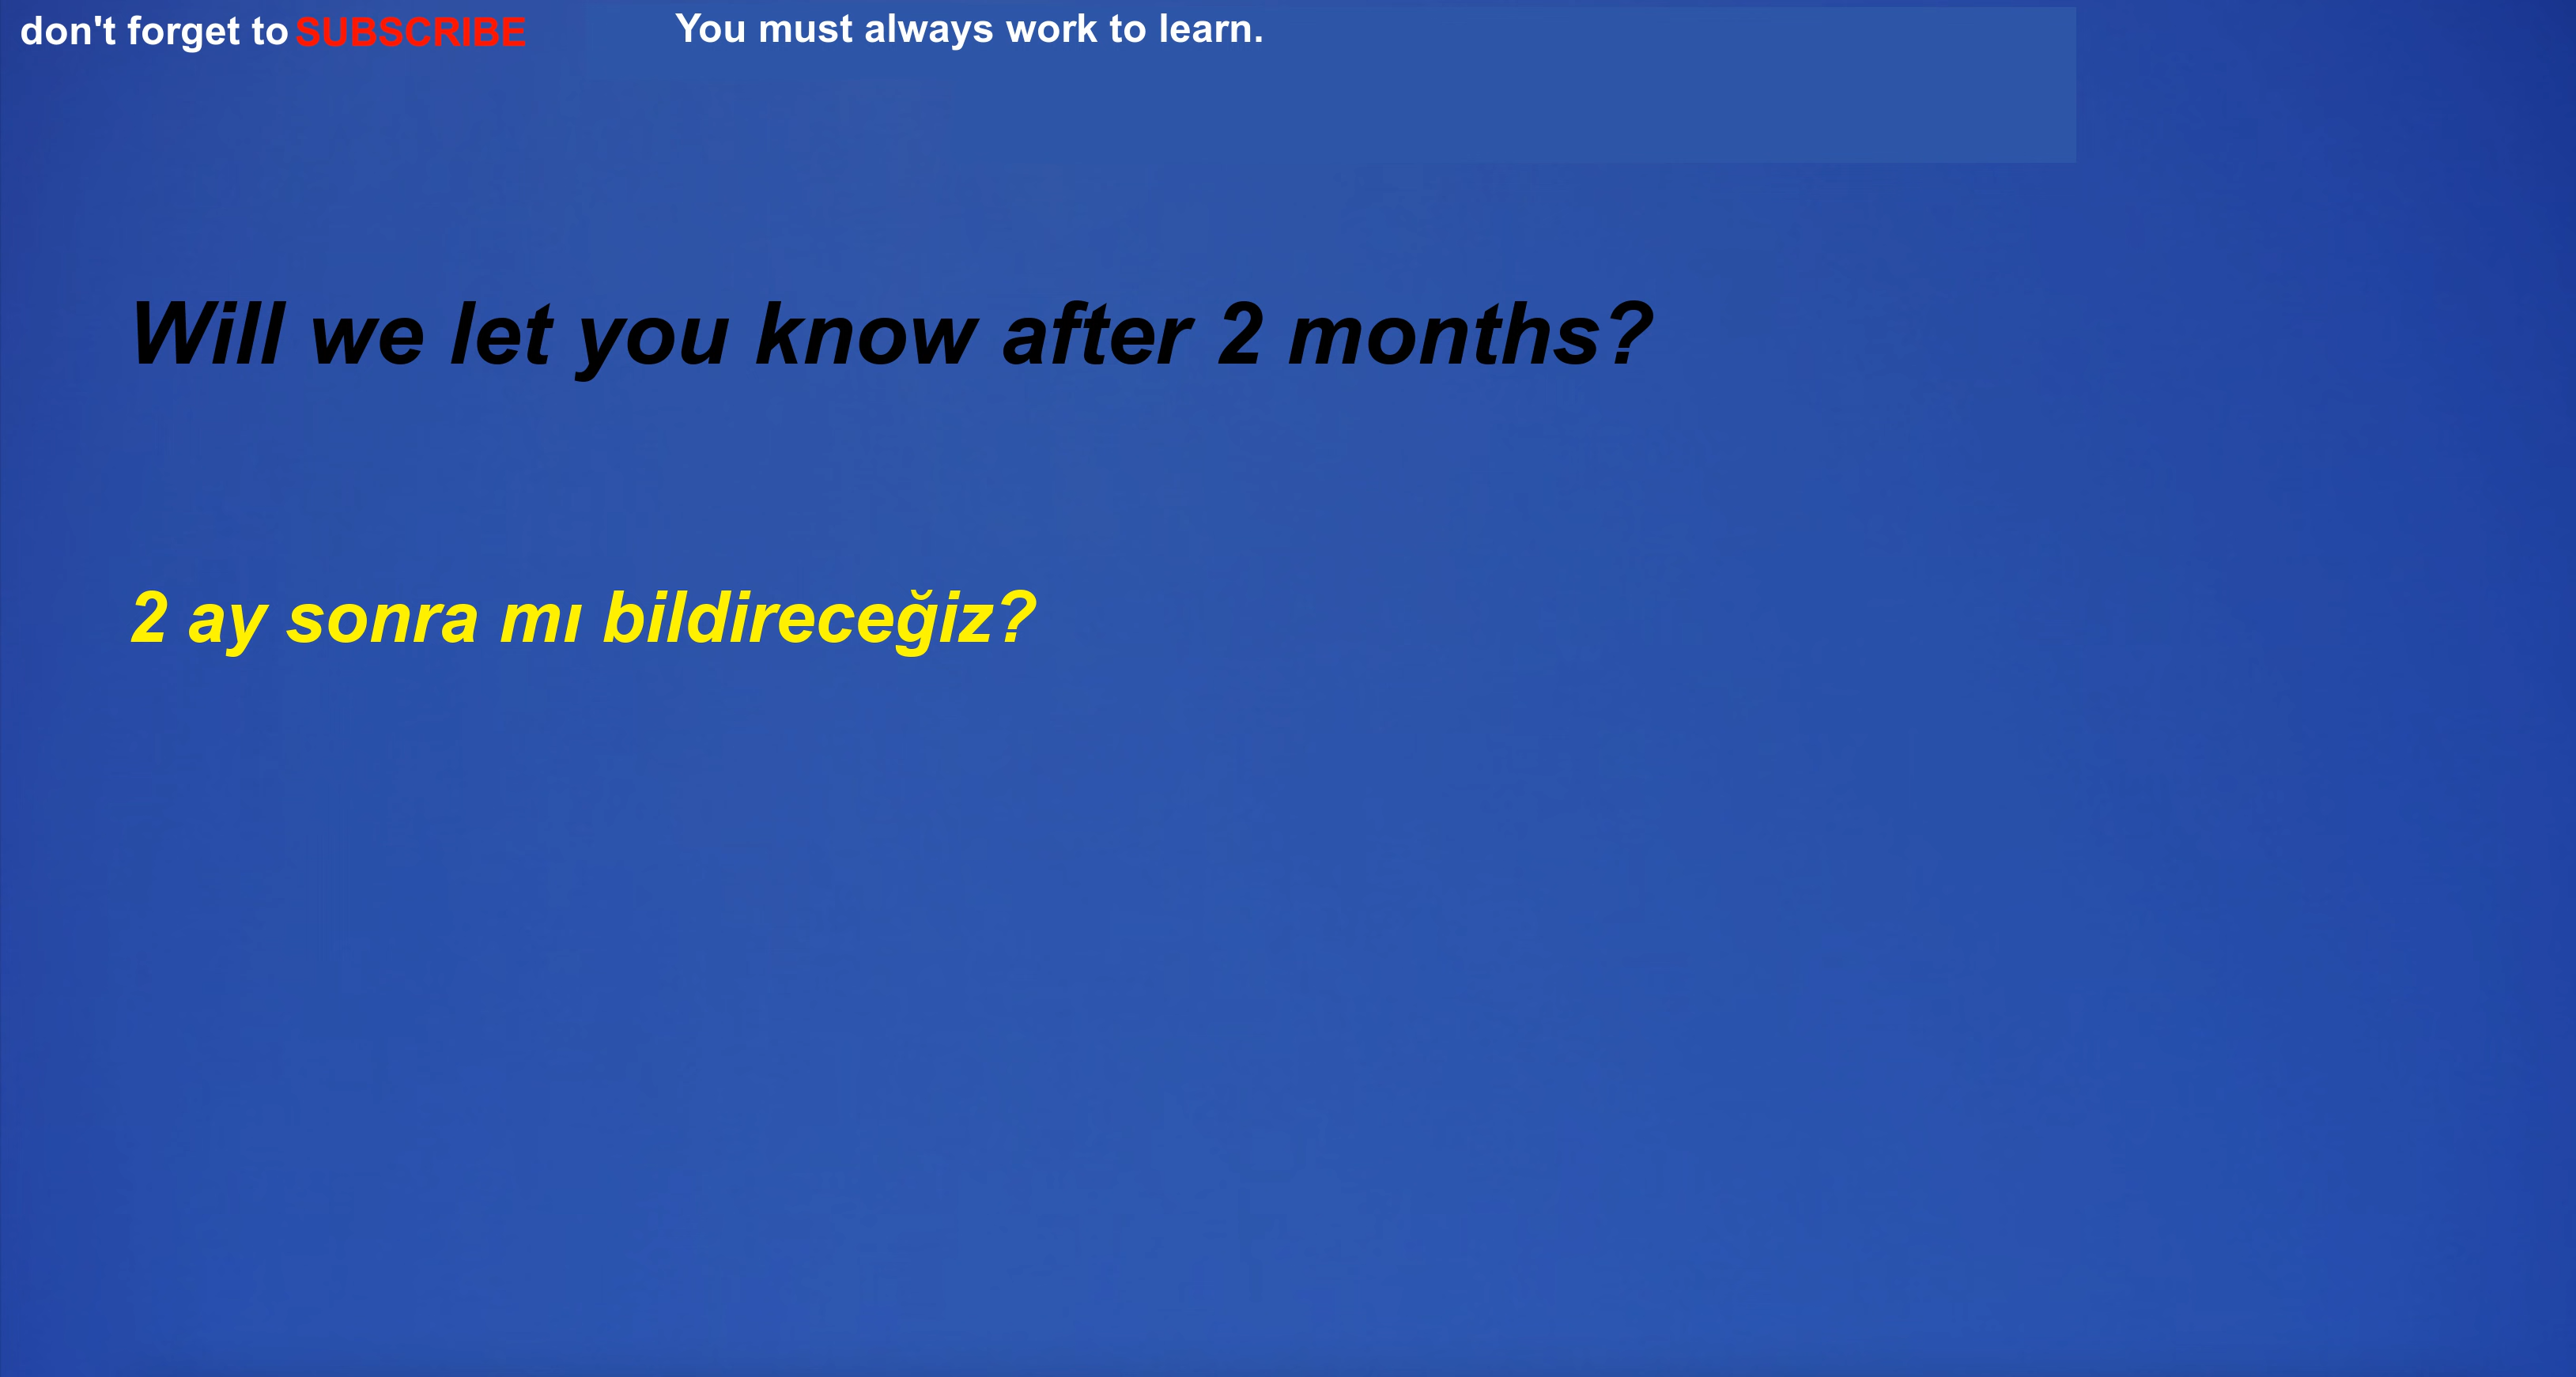 don't forget to SUBSCRIBE You must always work to learn.
Will we let you know after 2 months?
2 ay sonra mı bildireceğiz?